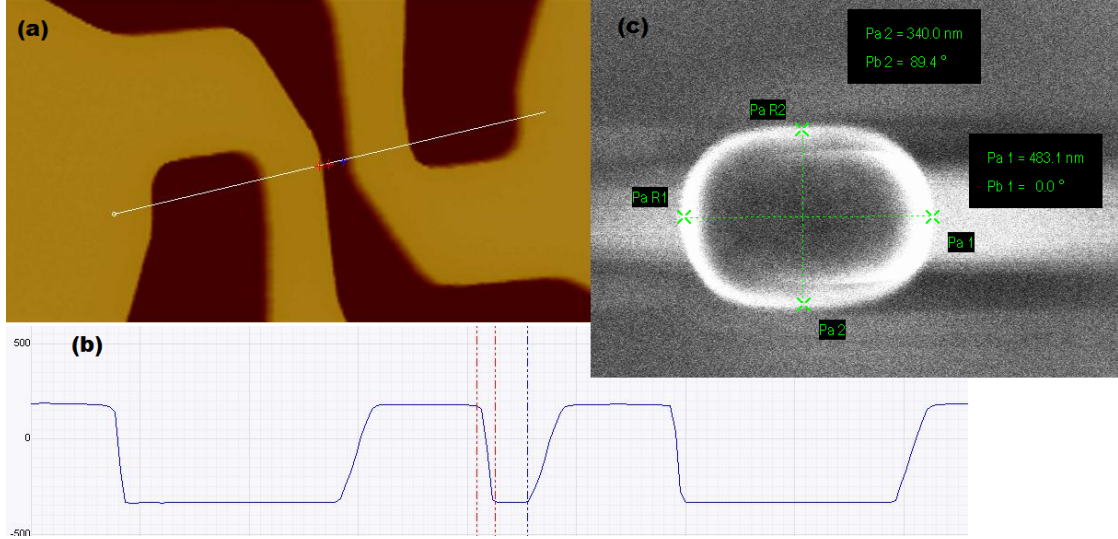 (a)
(c)
Pa 2 = 340.0 nm
Pb 2 = 89.4 °
Pa R2
Pa 1 = 483.1 nm
Pb 1 = 0.0 °
Pa R1
Pa 1
Pa 2
(b)
500
0
-500